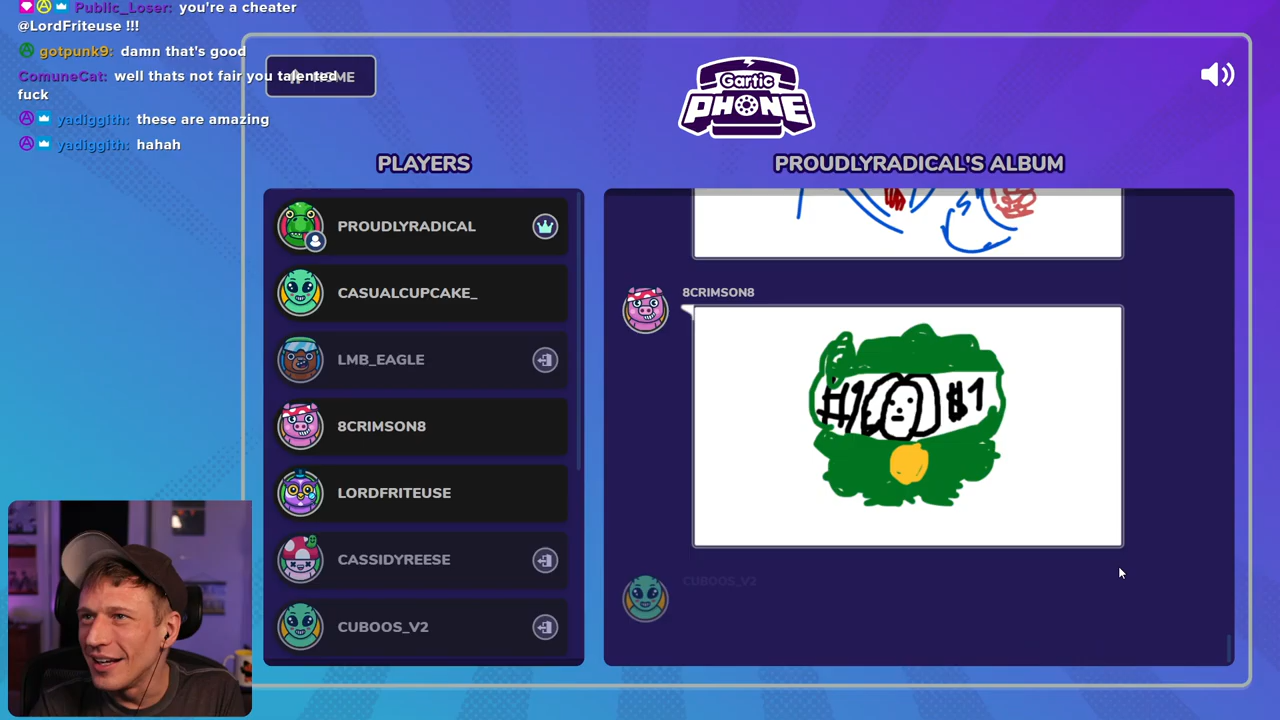 Public_Loser: you're a cheater
@LordFriteuse !!!
gotpunk9: damn that's good
ComuneCat: well thats not fair you talented
fuck
yadiggith: these are amazing
yadiggith: hahah
HOME
Gartic
PHONE
PLAYERS
PROUDLYRADICAL'S ALBUM
PROUDLYRADICAL
CASUALCUPCAKE_
LMB_EAGLE
8CRIMSON8
LORDFRITEUSE
CASSIDYREESE
CUBOOS_V2
8CRIMSON8
#1 $1
CUBOOS_V2